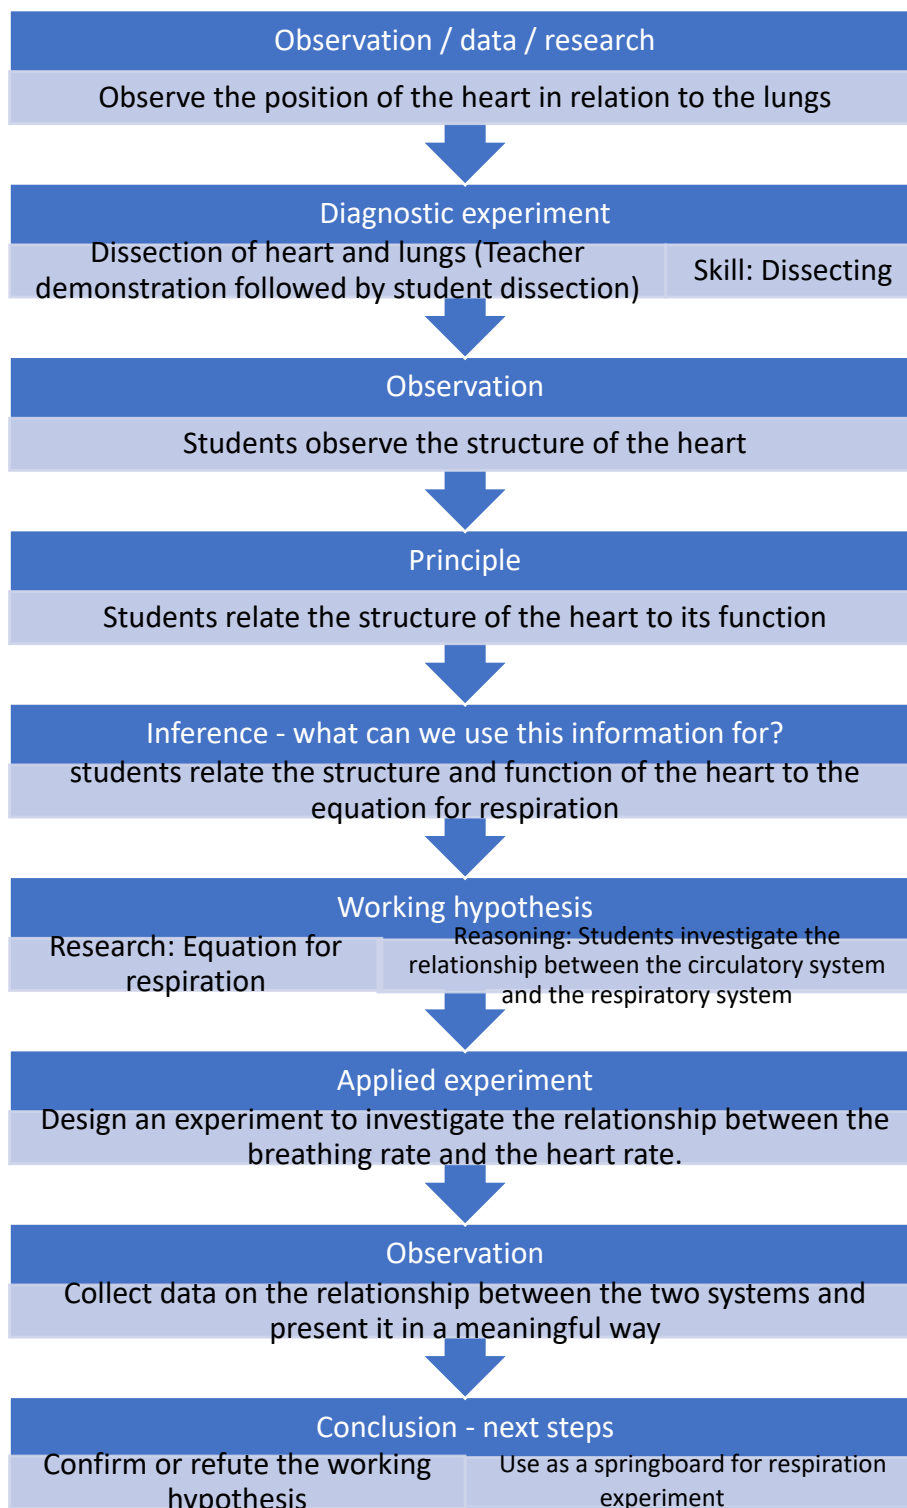 Observation / data / research
Observe the position of the heart in relation to the lungs
Diagnostic experiment
Dissection of heart and lungs (Teacher
demonstration followed by student dissection)
Skill: Dissecting
Observation
Students observe the structure of the heart
Principle
Students relate the structure of the heart to its function
Inference - what can we use this information for?
students relate the structure and function of the heart to the
equation for respiration
Working hypothesis
Research: Equation for
respiration
Reasoning: Students investigate the
relationship between the circulatory system
and the respiratory system
Applied experiment
Design an experiment to investigate the relationship between the
breathing rate and the heart rate.
Observation
Collect data on the relationship between the two systems and
present it in a meaningful way
Conclusion - next steps
Confirm or refute the working
hypothesis
Use as a springboard for respiration
experiment